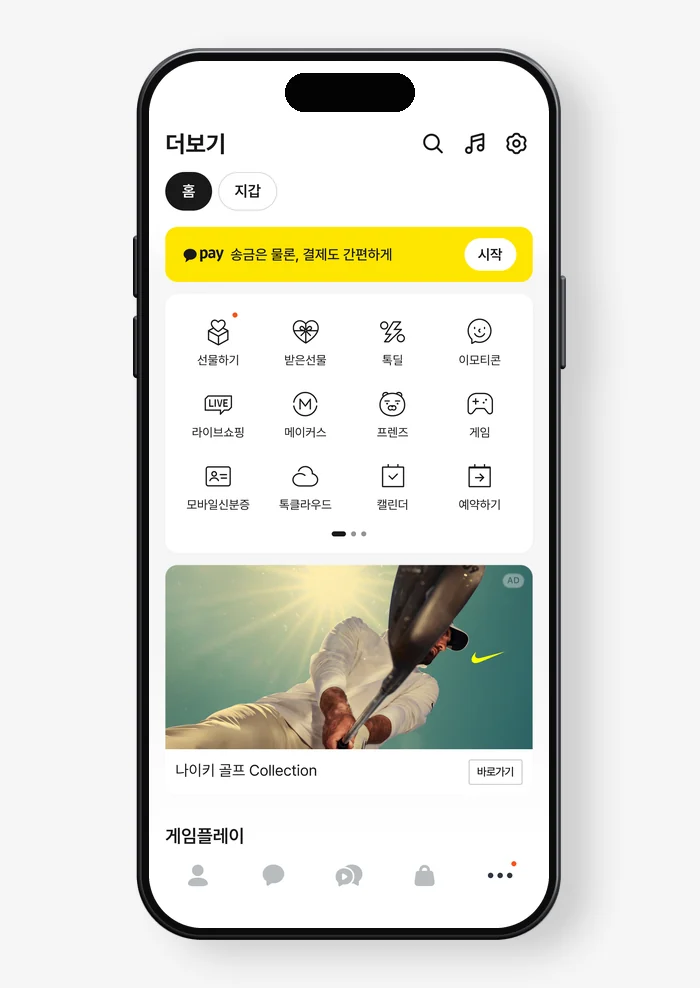 더보기
홈 지갑
pay 송금은 물론, 결제도 간편하게 시작
선물하기 받은선물 톡딜 이모티콘
LIVE M
라이브쇼핑 메이커스 프렌즈 게임
모바일신분증 톡클라우드 캘린더 예약하기
AD
나이키 골프 Collection 바로가기
게임플레이